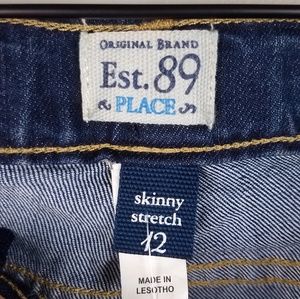 ORIGINAL BRAND
Est. 89
PLACE
skinny
stretch
12
MADE IN
LESOTHO